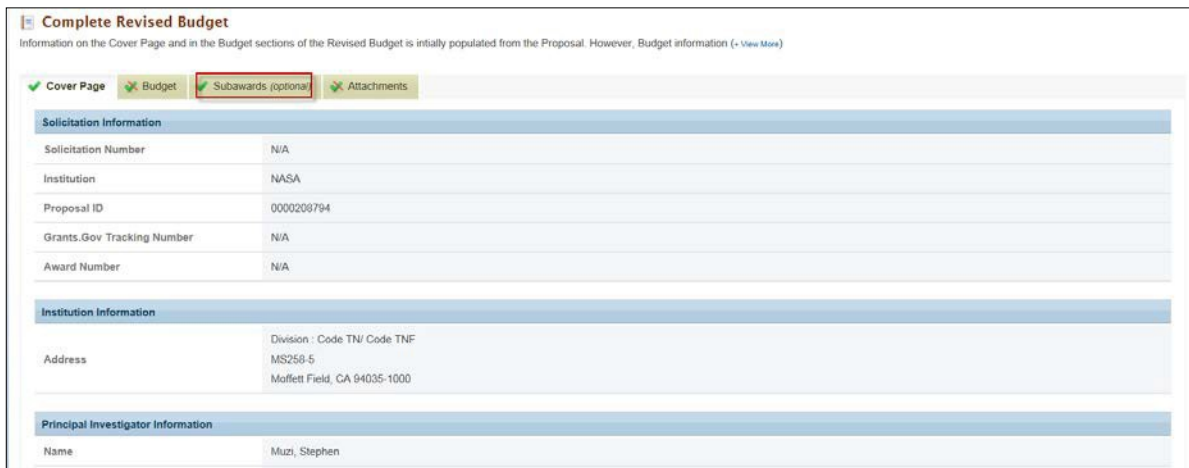 Complete Revised Budget
Information on the Cover Page and in the Budget sections of the Revised Budget is intially populated from the Proposal. However, Budget information (+ View More)
Cover Page Budget Subawards (optional) Attachments
Solicitation Information
Solicitation Number N/A
Institution NASA
Proposal ID 0000208794
Grants.Gov Tracking Number N/A
Award Number N/A
Institution Information
Division : Code TN/ Code TNF
Address MS258-5
Moffett Field, CA 94035-1000
Principal Investigator Information
Name Muzi, Stephen